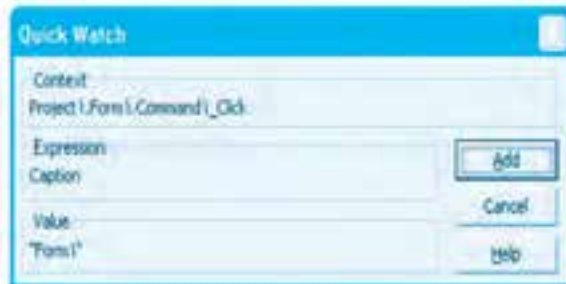 Quick Watch
Context
Project1.Form1.Command1_Click
Expression
Caption
Add
Cancel
Value
"Form1"
Help